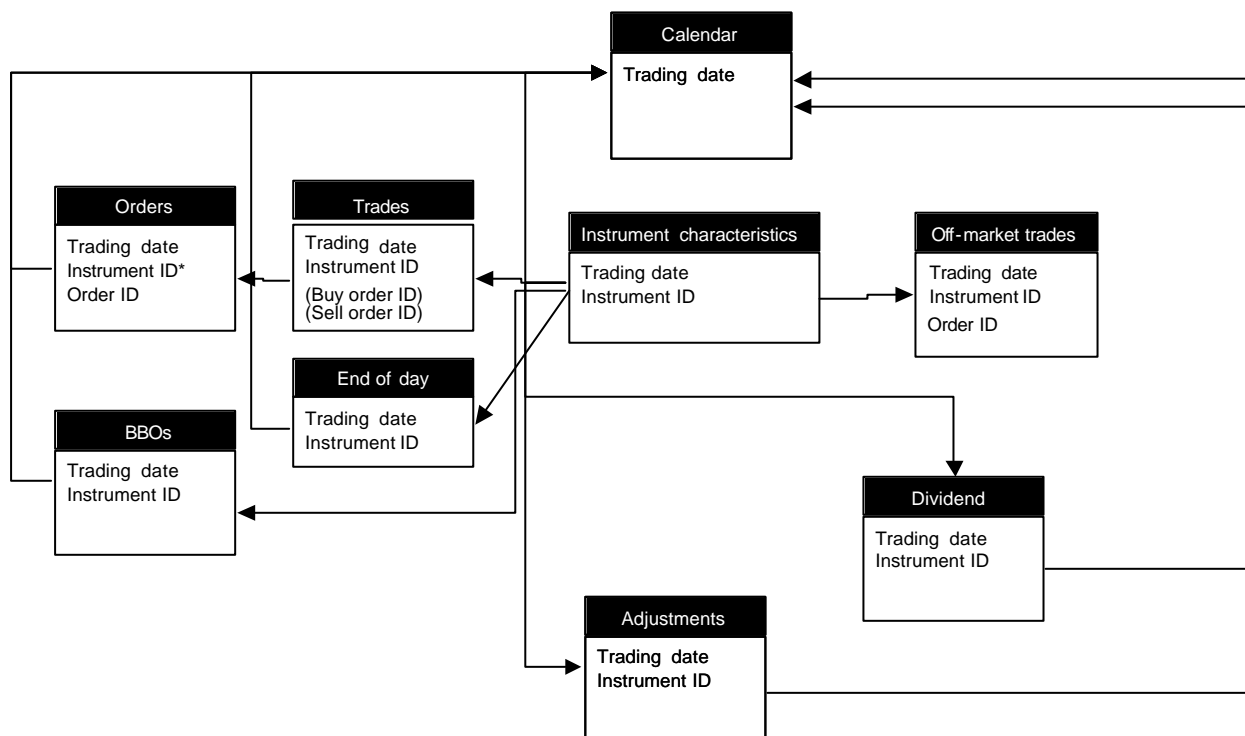 Calendar
Trading date
Orders
Trading date
Instrument ID*
Order ID
Trades
Trading date
Instrument ID
(Buy order ID)
(Sell order ID)
Instrument characteristics
Trading date
Instrument ID
Off-market trades
Trading date
Instrument ID
Order ID
End of day
Trading date
Instrument ID
BBOs
Trading date
Instrument ID
Dividend
Trading date
Instrument ID
Adjustments
Trading date
Instrument ID